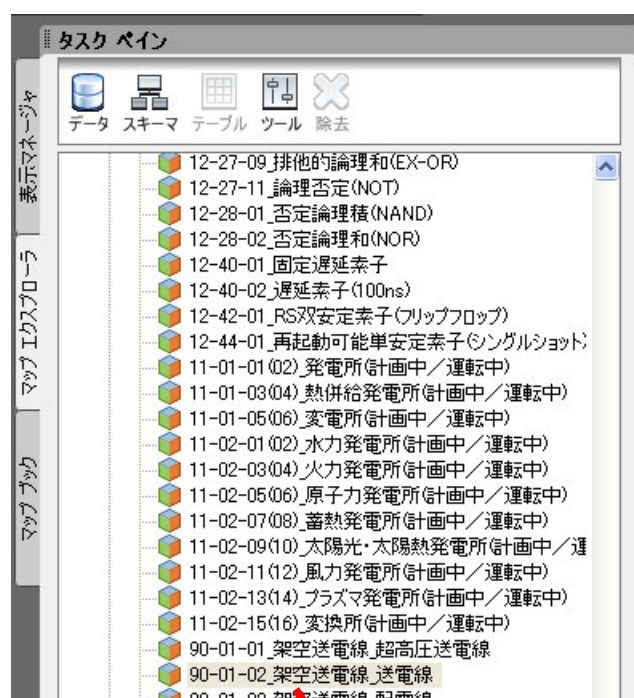 タスク ペイン
データ スキーマ テーブル ツール 除去
表示マネージャ
マップ エクスプローラ
マップ ブック
12-27-09_排他的論理和(EX-OR)
12-27-11_論理否定(NOT)
12-28-01_否定論理積(NAND)
12-28-02_否定論理和(NOR)
12-40-01_固定遅延素子
12-40-02_遅延素子(100ns)
12-42-01_RS双安定素子(フリップフロップ)
12-44-01_再起動可能単安定素子(シングルショット)
11-01-01(02)_発電所(計画中/運転中)
11-01-03(04)_熱併給発電所(計画中/運転中)
11-01-05(06)_変電所(計画中/運転中)
11-02-01(02)_水力発電所(計画中/運転中)
11-02-03(04)_火力発電所(計画中/運転中)
11-02-05(06)_原子力発電所(計画中/運転中)
11-02-07(08)_蓄熱発電所(計画中/運転中)
11-02-09(10)_太陽光・太陽熱発電所(計画中/運
11-02-11(12)_風力発電所(計画中/運転中)
11-02-13(14)_プラズマ発電所(計画中/運転中)
11-02-15(16)_変換所(計画中/運転中)
90-01-01_架空送電線_超高圧送電線
90-01-02_架空送電線_送電線